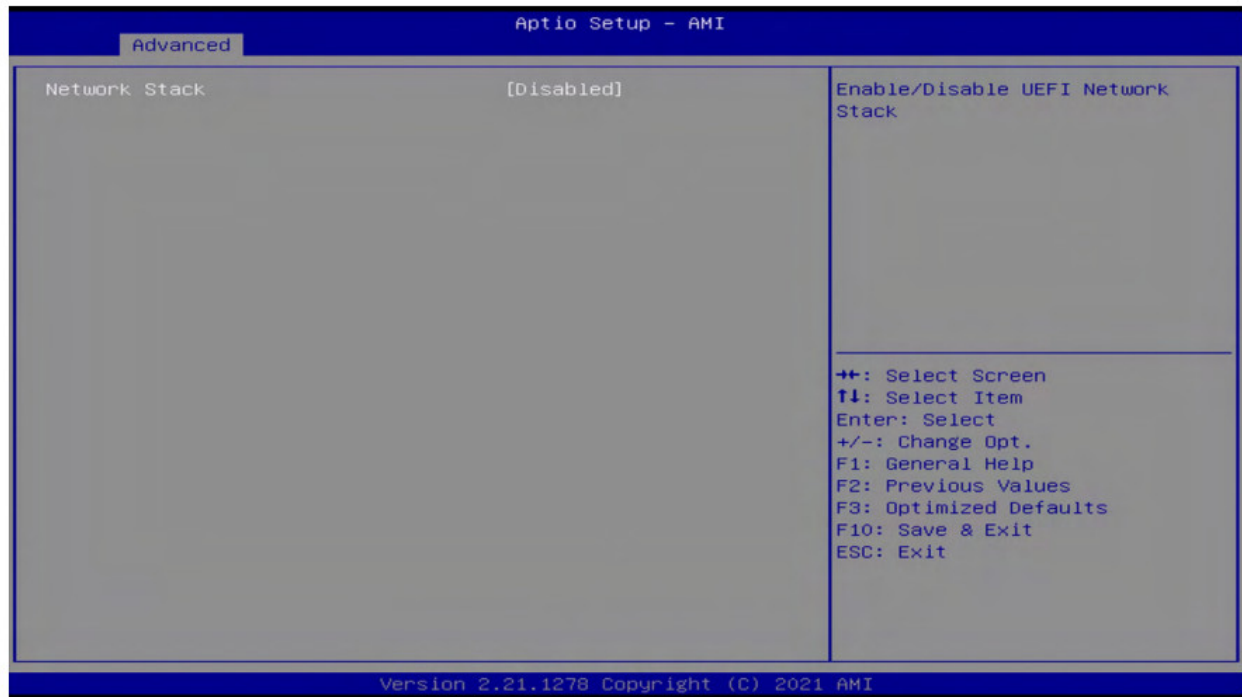 Aptio Setup - AMI
Advanced
Network Stack [Disabled]
Enable/Disable UEFI Network
Stack
→←: Select Screen
↑↓: Select Item
Enter: Select
+/-: Change Opt.
F1: General Help
F2: Previous Values
F3: Optimized Defaults
F10: Save & Exit
ESC: Exit
Version 2.21.1278 Copyright (C) 2021 AMI